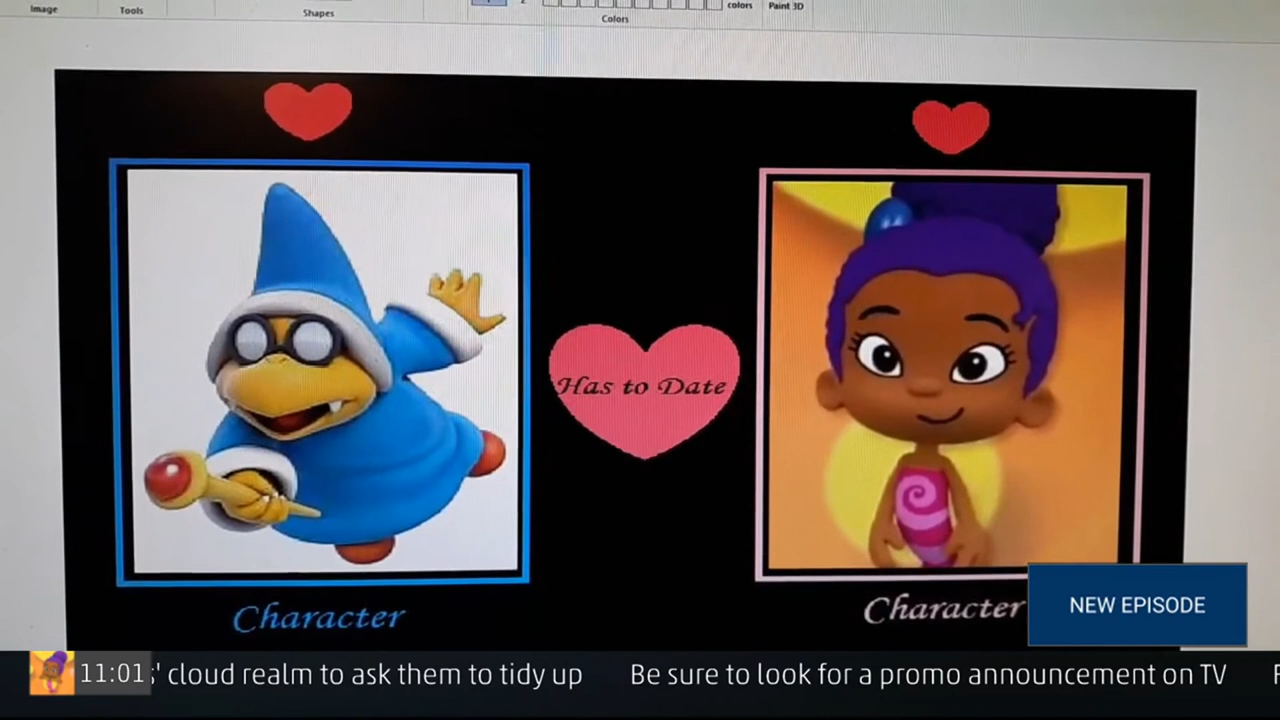 Image
Tools
Shapes
Colors
colors
Paint 3D
Has to Date
Character
Character
NEW EPISODE
11:01
' cloud realm to ask them to tidy up
Be sure to look for a promo announcement on TV